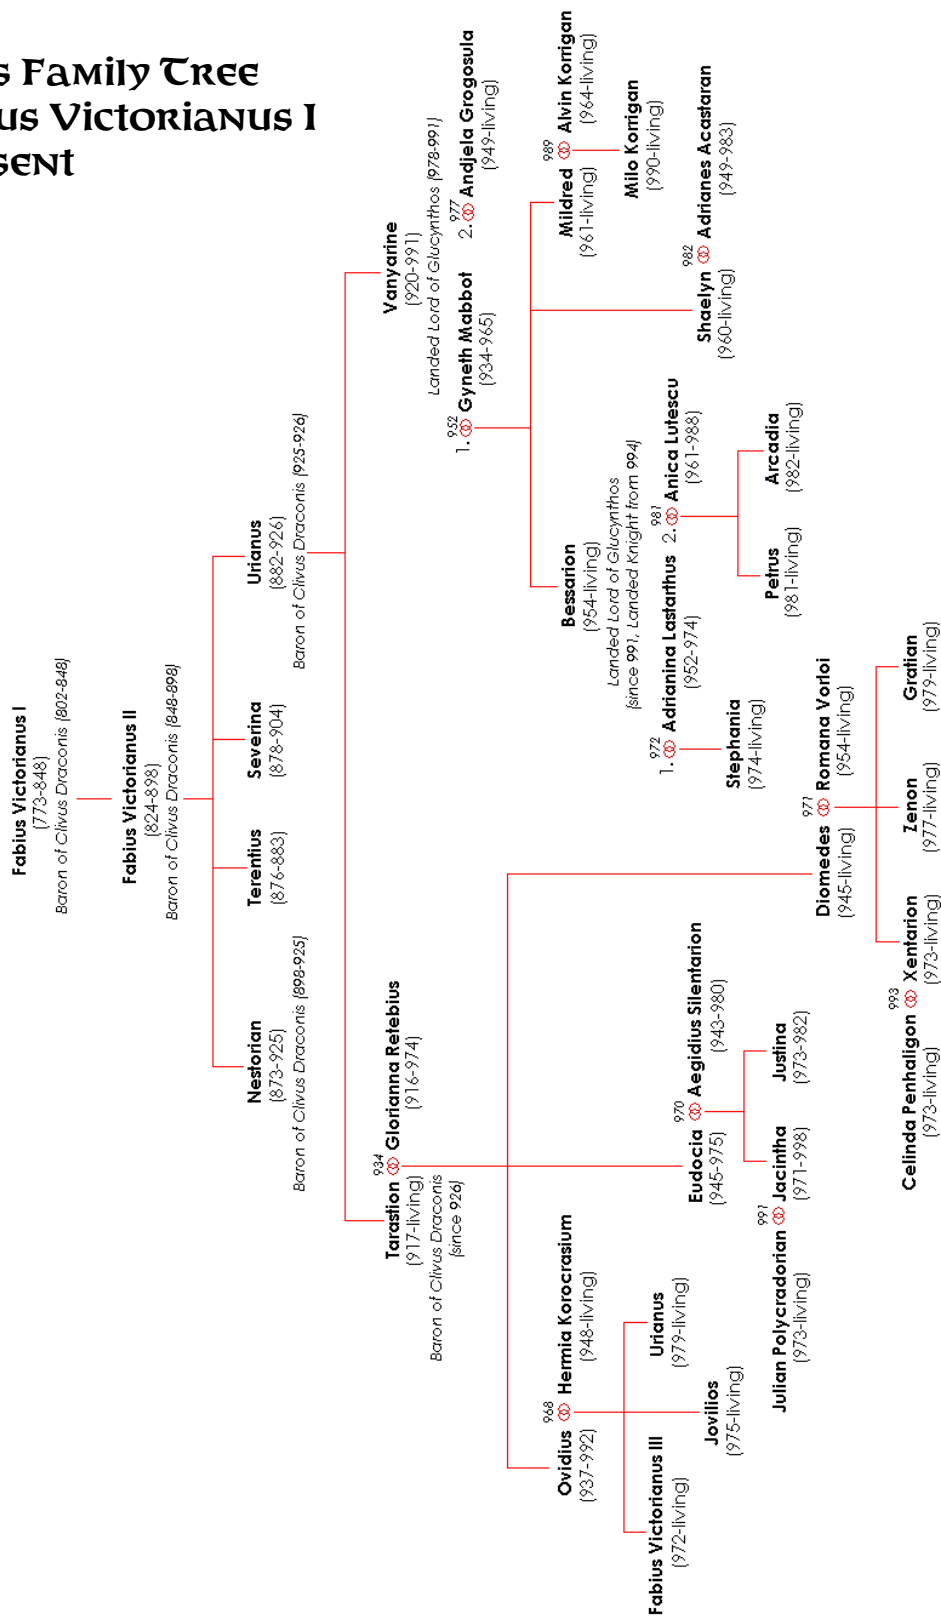 s Family Tree
us Victorianus I
sent
Fabius Victorianus I
(773-848)
Baron of Clivus Draconis (802-848)
Fabius Victorianus II
(824-898)
Baron of Clivus Draconis (848-898)
Nestorian
(873-925)
Baron of Clivus Draconis (898-925)
Terentius
(876-883)
Severina
(878-904)
Urianus
(882-926)
Baron of Clivus Draconis (925-926)
Tarastion
(917-living)
Baron of Clivus Draconis
(since 926)
934
Glorianna Retebius
(916-974)
Vanyarine
(920-991)
Landed Lord of Glucynthos (978-991)
1.
952
Gyneth Mabbot
(934-965)
2.
977
Andjela Grogosula
(949-living)
Ovidius
(937-992)
968
Hermia Korocrasium
(948-living)
Bessarion
(954-living)
Landed Lord of Glucynthos
(since 991, Landed Knight from 994)
Mildred
(961-living)
989
Alvin Korrigan
(964-living)
Milo Korrigan
(990-living)
Fabius Victorianus III
(972-living)
Urianus
(979-living)
Jovilios
(975-living)
Eudocia
(945-975)
970
Aegidius Silentarion
(943-980)
1.
972
Adrianina Lastarthus
(952-974)
2.
981
Anica Lutescu
(961-988)
Shaelyn
(960-living)
982
Adrianes Acastaran
(949-983)
Stephania
(974-living)
Petrus
(981-living)
Arcadia
(982-living)
Julian Polycradorian
(973-living)
991
Jacintha
(971-998)
Justina
(973-982)
Diomedes
(945-living)
971
Romana Vorloi
(954-living)
Celinda Penhaligon
(973-living)
993
Xentarion
(973-living)
Zenon
(977-living)
Gratian
(979-living)